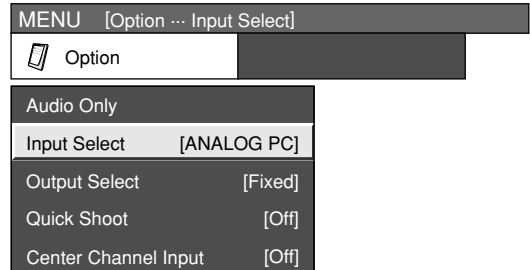 MENU [Option ··· Input Select]
Option
Audio Only
Input Select [ANALOG PC]
Output Select [Fixed]
Quick Shoot [Off]
Center Channel Input [Off]